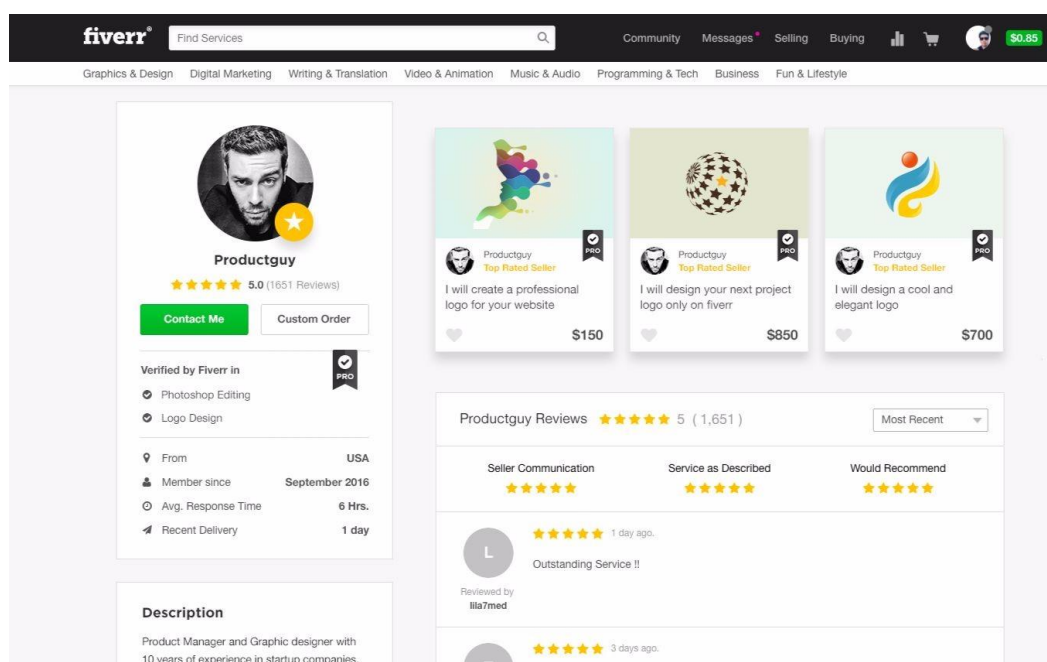 fiverr®
Find Services
Community Messages Selling Buying $0.85
Graphics & Design Digital Marketing Writing & Translation Video & Animation Music & Audio Programming & Tech Business Fun & Lifestyle
Productguy
5.0 (1651 Reviews)
Contact Me Custom Order
Verified by Fiverr in
PRO
Photoshop Editing
Logo Design
From USA
Member since September 2016
Avg. Response Time 6 Hrs.
Recent Delivery 1 day
Description
Product Manager and Graphic designer with
10 years of experience in startup companies.
PRO
Productguy
Top Rated Seller
I will create a professional
logo for your website
$150
PRO
Productguy
Top Rated Seller
I will design your next project
logo only on fiverr
$850
PRO
Productguy
Top Rated Seller
I will design a cool and
elegant logo
$700
Productguy Reviews 5 (1,651) Most Recent
Seller Communication Service as Described Would Recommend
L
1 day ago.
Outstanding Service !!
Reviewed by
lila7med
3 days ago.